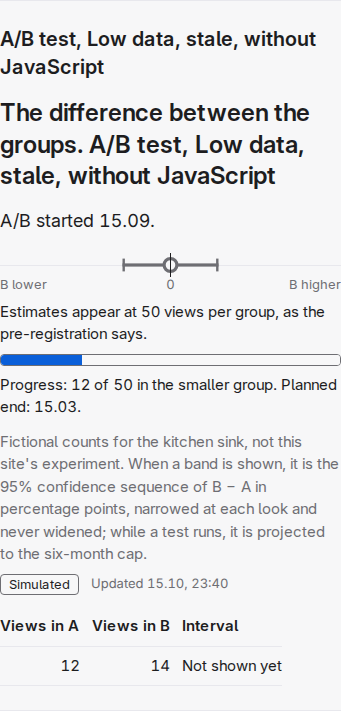 A/B test, Low data, stale, without
JavaScript
The difference between the
groups. A/B test, Low data,
stale, without JavaScript
A/B started 15.09.
B lower 0 B higher
Estimates appear at 50 views per group, as the
pre-registration says.
Progress: 12 of 50 in the smaller group. Planned
end: 15.03.
Fictional counts for the kitchen sink, not this
site's experiment. When a band is shown, it is the
95% confidence sequence of B − A in
percentage points, narrowed at each look and
never widened; while a test runs, it is projected
to the six-month cap.
Simulated Updated 15.10, 23:40
Views in A Views in B Interval
12 14 Not shown yet